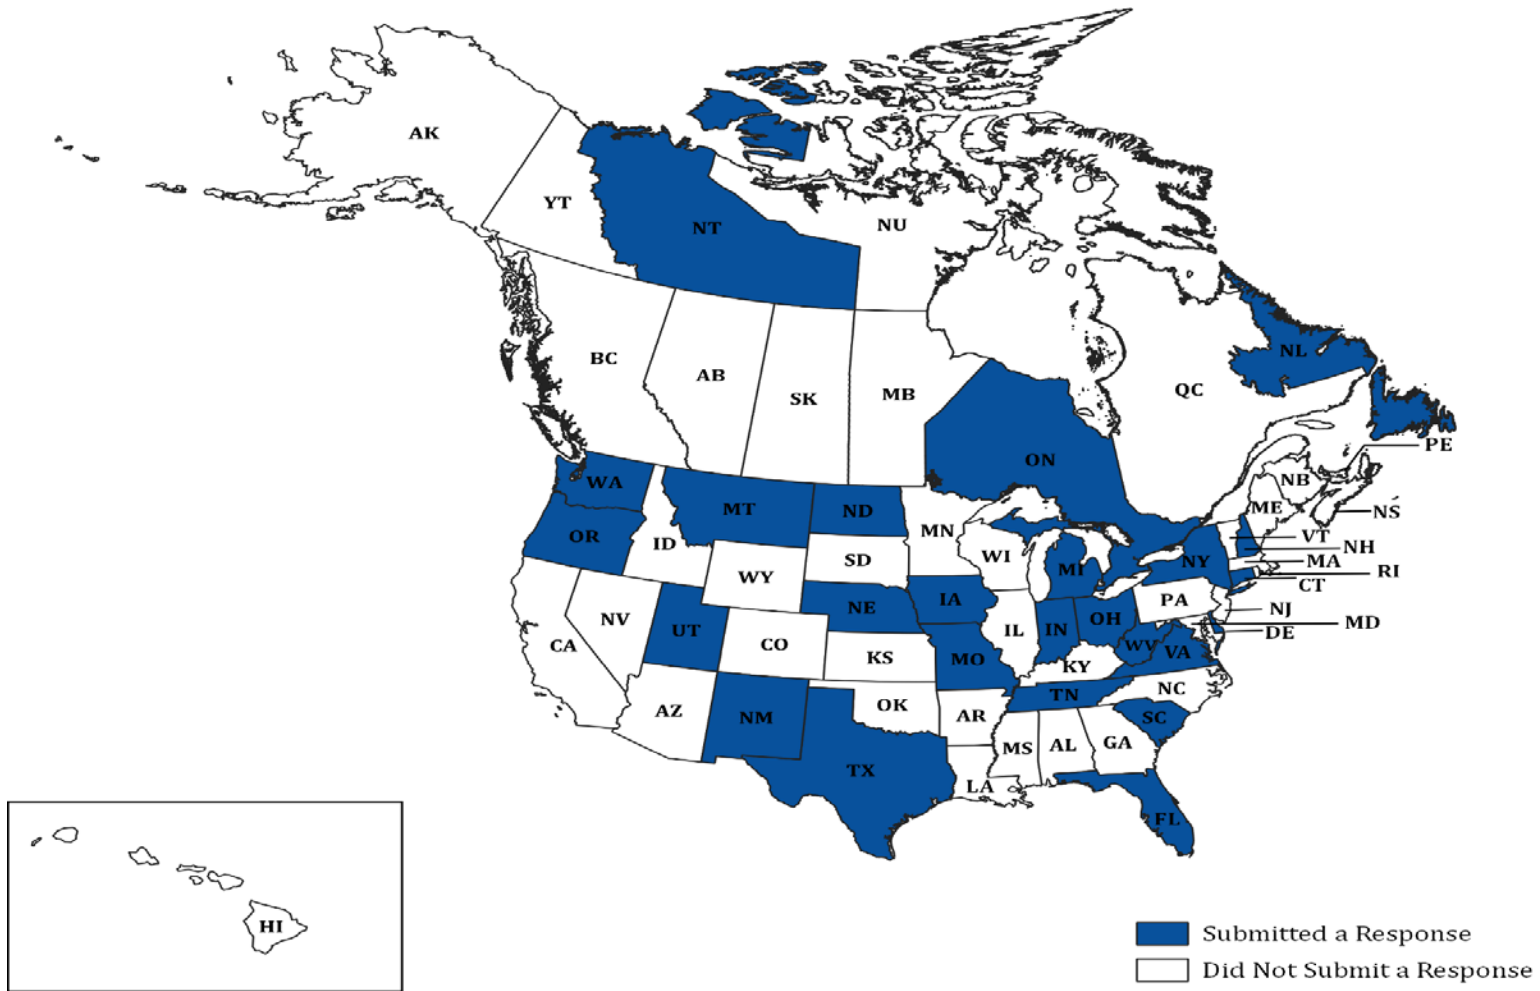 AK
YT
NT
NU
BC
AB
SK
MB
ON
QC
NL
PE
NB
NS
ME
WA
MT
ND
MN
OR
ID
SD
WI
MI
NY
VT
NH
MA
RI
CT
WY
NE
IA
PA
NJ
MD
DE
NV
UT
CO
KS
MO
IL
IN
OH
WV
VA
CA
KY
AZ
NM
OK
AR
TN
NC
SC
TX
LA
MS
AL
GA
FL
HI
Submitted a Response
Did Not Submit a Response